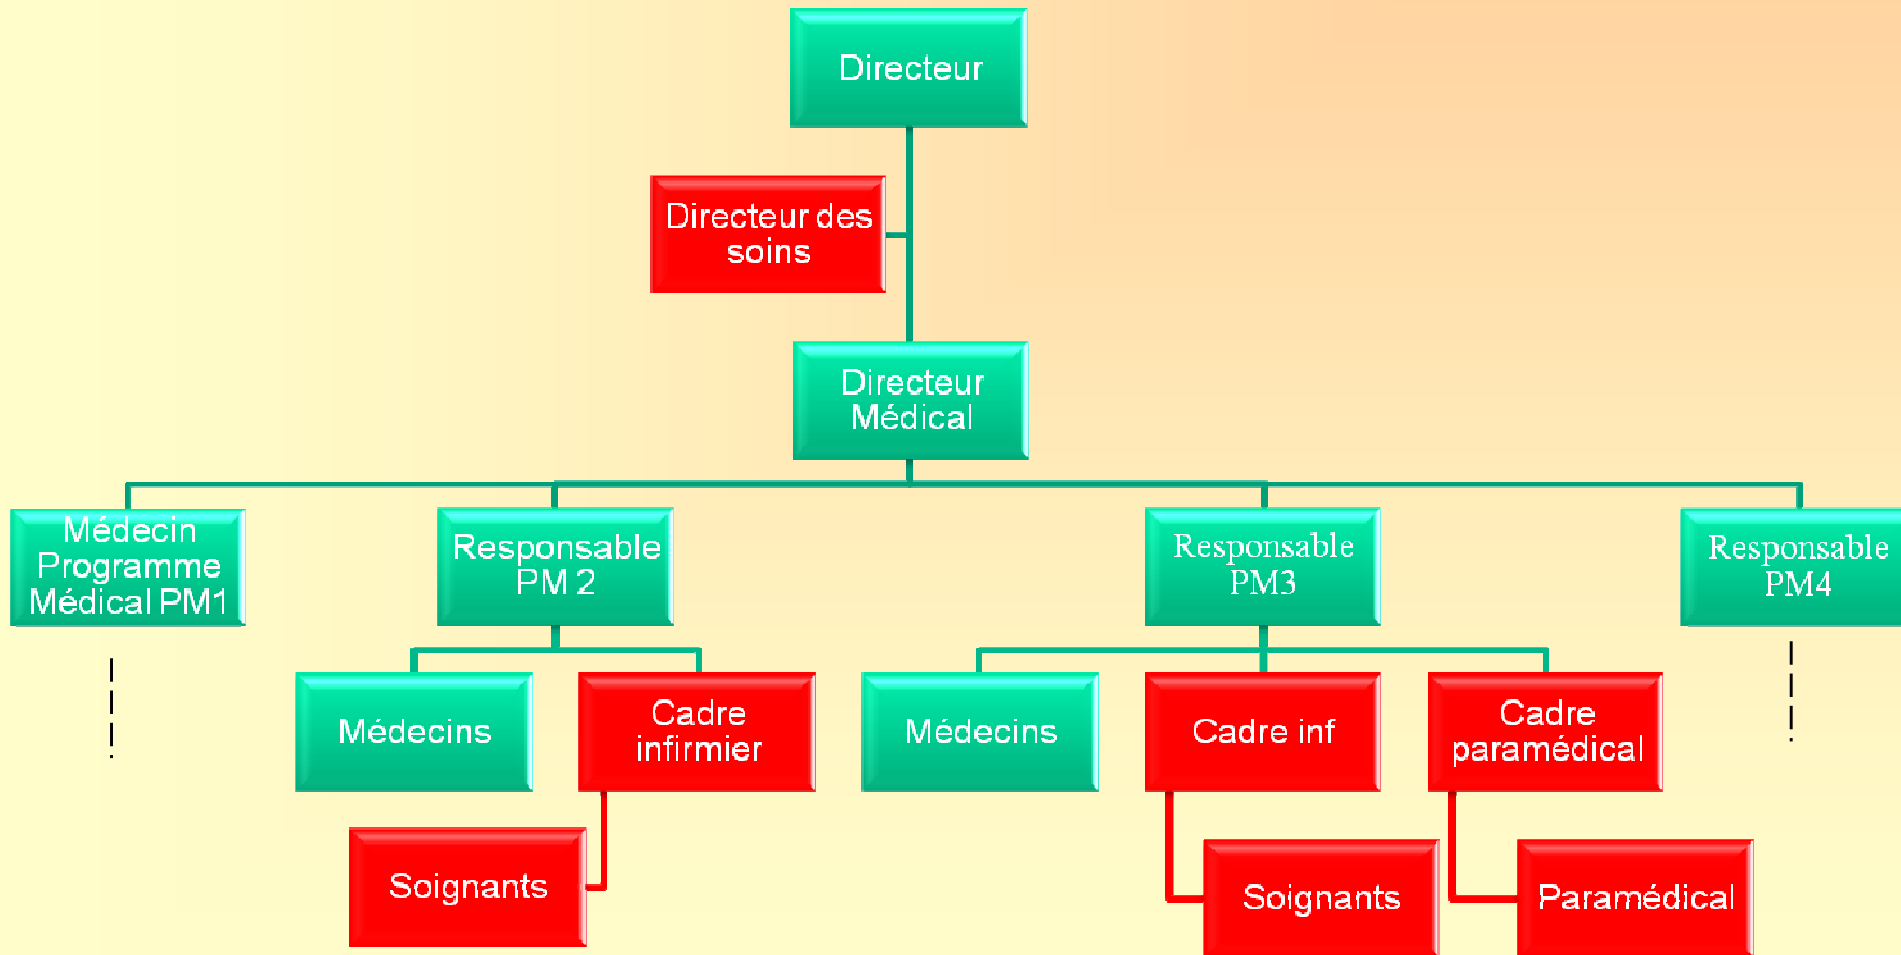 Directeur
Directeur des
soins
Directeur
Médical
Médecin
Programme
Médical PM1
Responsable
PM 2
Responsable
PM3
Responsable
PM4
Médecins
Cadre
infirmier
Médecins
Cadre inf
Cadre
paramédical
Soignants
Soignants
Paramédical